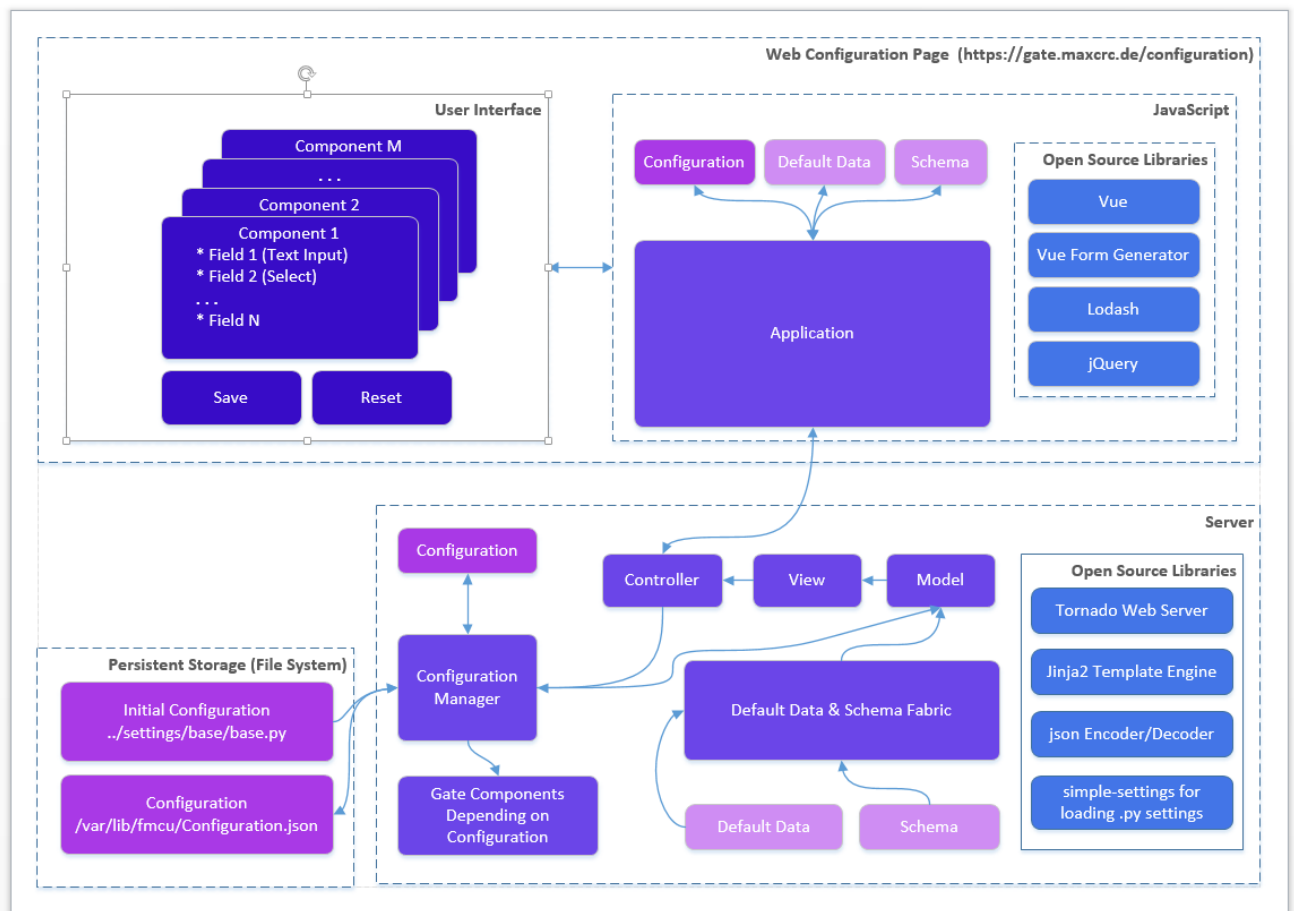 Web Configuration Page (https://gate.maxcrc.de/configuration)
User Interface
Component M
. . .
Component 2
Component 1
* Field 1 (Text Input)
* Field 2 (Select)
. . .
* Field N
Save
Reset
JavaScript
Configuration
Default Data
Schema
Application
Open Source Libraries
Vue
Vue Form Generator
Lodash
jQuery
Server
Configuration
Controller
View
Model
Configuration
Manager
Default Data & Schema Fabric
Gate Components
Depending on
Configuration
Default Data
Schema
Open Source Libraries
Tornado Web Server
Jinja2 Template Engine
json Encoder/Decoder
simple-settings for
loading .py settings
Persistent Storage (File System)
Initial Configuration
../settings/base/base.py
Configuration
/var/lib/fmcu/Configuration.json